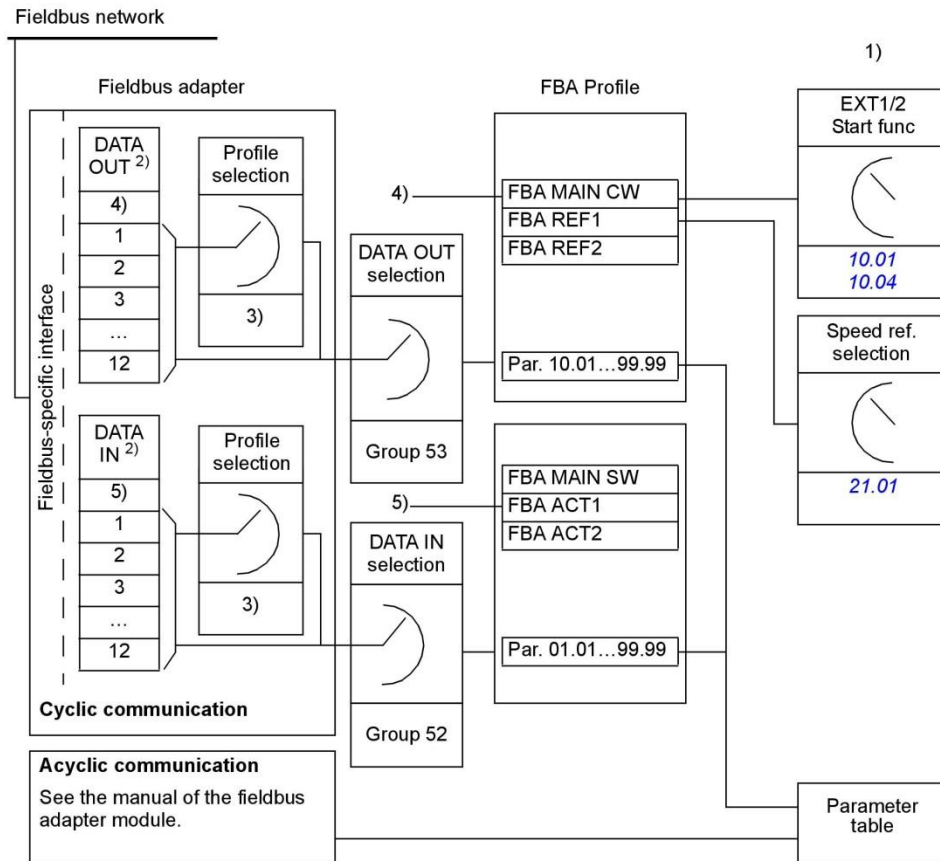 Fieldbus network
Fieldbus adapter
Fieldbus-specific interface
DATA
OUT 2)
4)
1
2
3
...
12
Profile
selection
3)
DATA
IN 2)
5)
1
2
3
...
12
Profile
selection
3)
Cyclic communication
DATA OUT
selection
Group 53
DATA IN
selection
Group 52
FBA Profile
4)
FBA MAIN CW
FBA REF1
FBA REF2
Par. 10.01...99.99
5)
FBA MAIN SW
FBA ACT1
FBA ACT2
Par. 01.01...99.99
1)
EXT1/2
Start func
10.01
10.04
Speed ref.
selection
21.01
Acyclic communication
See the manual of the fieldbus
adapter module.
Parameter
table